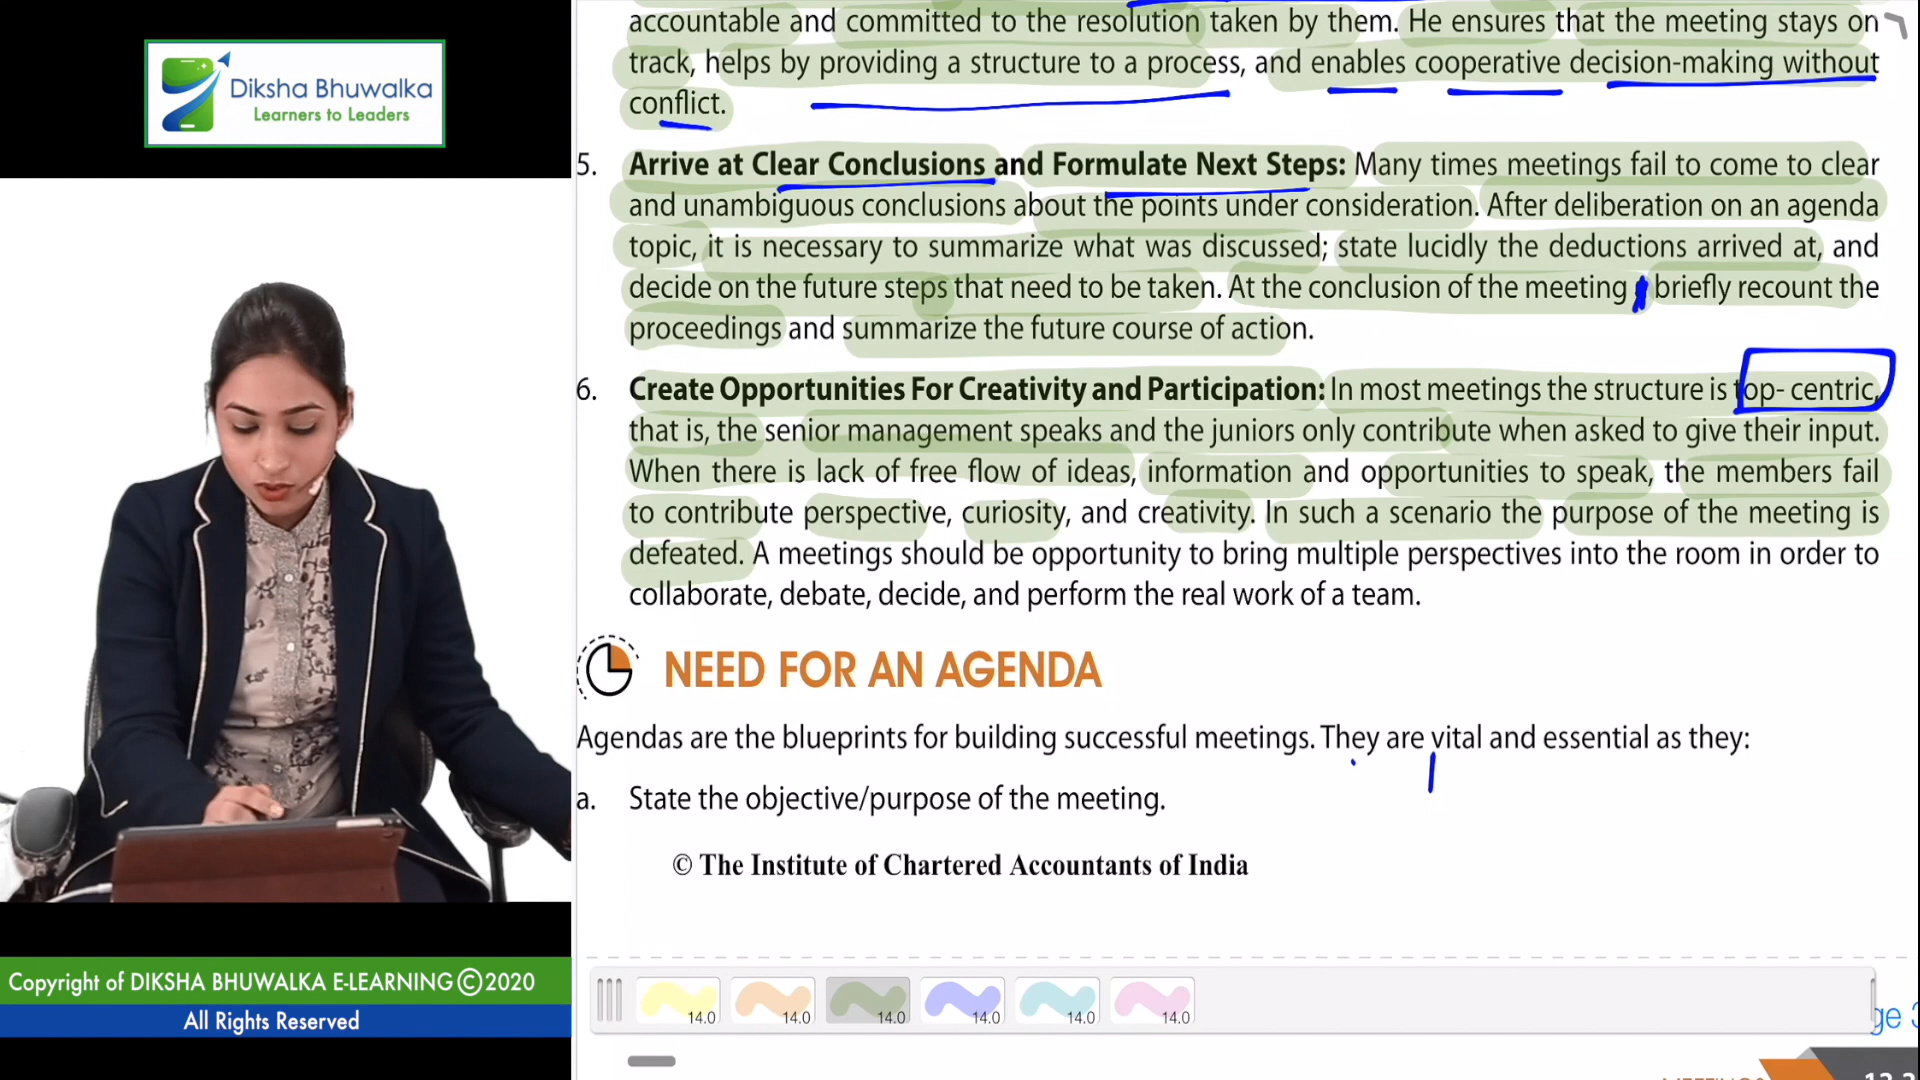 Diksha Bhuwalka
Learners to Leaders
accountable and committed to the resolution taken by them. He ensures that the meeting stays on
track, helps by providing a structure to a process, and enables cooperative decision-making without
conflict.
5. Arrive at Clear Conclusions and Formulate Next Steps: Many times meetings fail to come to clear
and unambiguous conclusions about the points under consideration. After deliberation on an agenda
topic, it is necessary to summarize what was discussed; state lucidly the deductions arrived at, and
decide on the future steps that need to be taken. At the conclusion of the meeting briefly recount the
proceedings and summarize the future course of action.
6. Create Opportunities For Creativity and Participation: In most meetings the structure is top- centric,
that is, the senior management speaks and the juniors only contribute when asked to give their input.
When there is lack of free flow of ideas, information and opportunities to speak, the members fail
to contribute perspective, curiosity, and creativity. In such a scenario the purpose of the meeting is
defeated. A meetings should be opportunity to bring multiple perspectives into the room in order to
collaborate, debate, decide, and perform the real work of a team.
NEED FOR AN AGENDA
Agendas are the blueprints for building successful meetings. They are vital and essential as they:
a. State the objective/purpose of the meeting.
© The Institute of Chartered Accountants of India
14.0 14.0 14.0 14.0 14.0 14.0
Copyright of DIKSHA BHUWALKA E-LEARNING©2020
All Rights Reserved